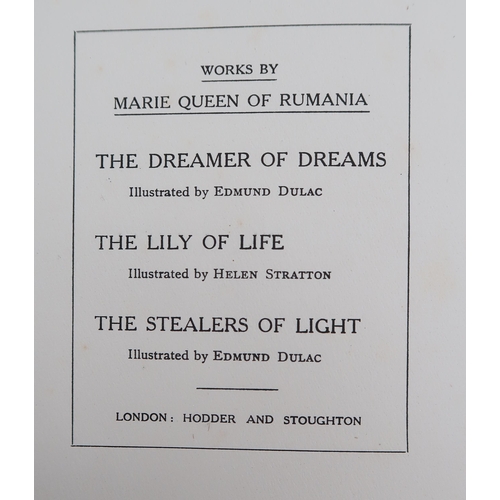 WORKS BY
MARIE QUEEN OF RUMANIA
THE DREAMER OF DREAMS
Illustrated by EDMUND DULAC
THE LILY OF LIFE
Illustrated by HELEN STRATTON
THE STEALERS OF LIGHT
Illustrated by EDMUND DULAC
LONDON: HODDER AND STOUGHTON